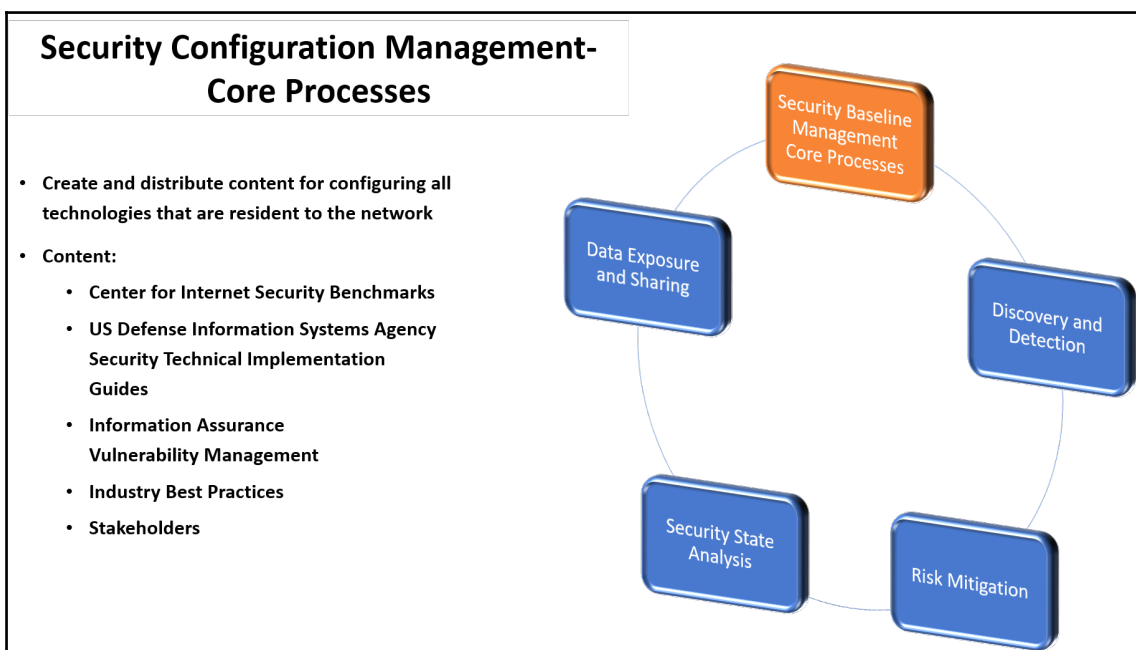 Security Configuration Management-
Core Processes
• Create and distribute content for configuring all
technologies that are resident to the network
• Content:
• Center for Internet Security Benchmarks
• US Defense Information Systems Agency
Security Technical Implementation
Guides
• Information Assurance
Vulnerability Management
• Industry Best Practices
• Stakeholders
Security Baseline
Management
Core Processes
Discovery and
Detection
Risk Mitigation
Security State
Analysis
Data Exposure
and Sharing